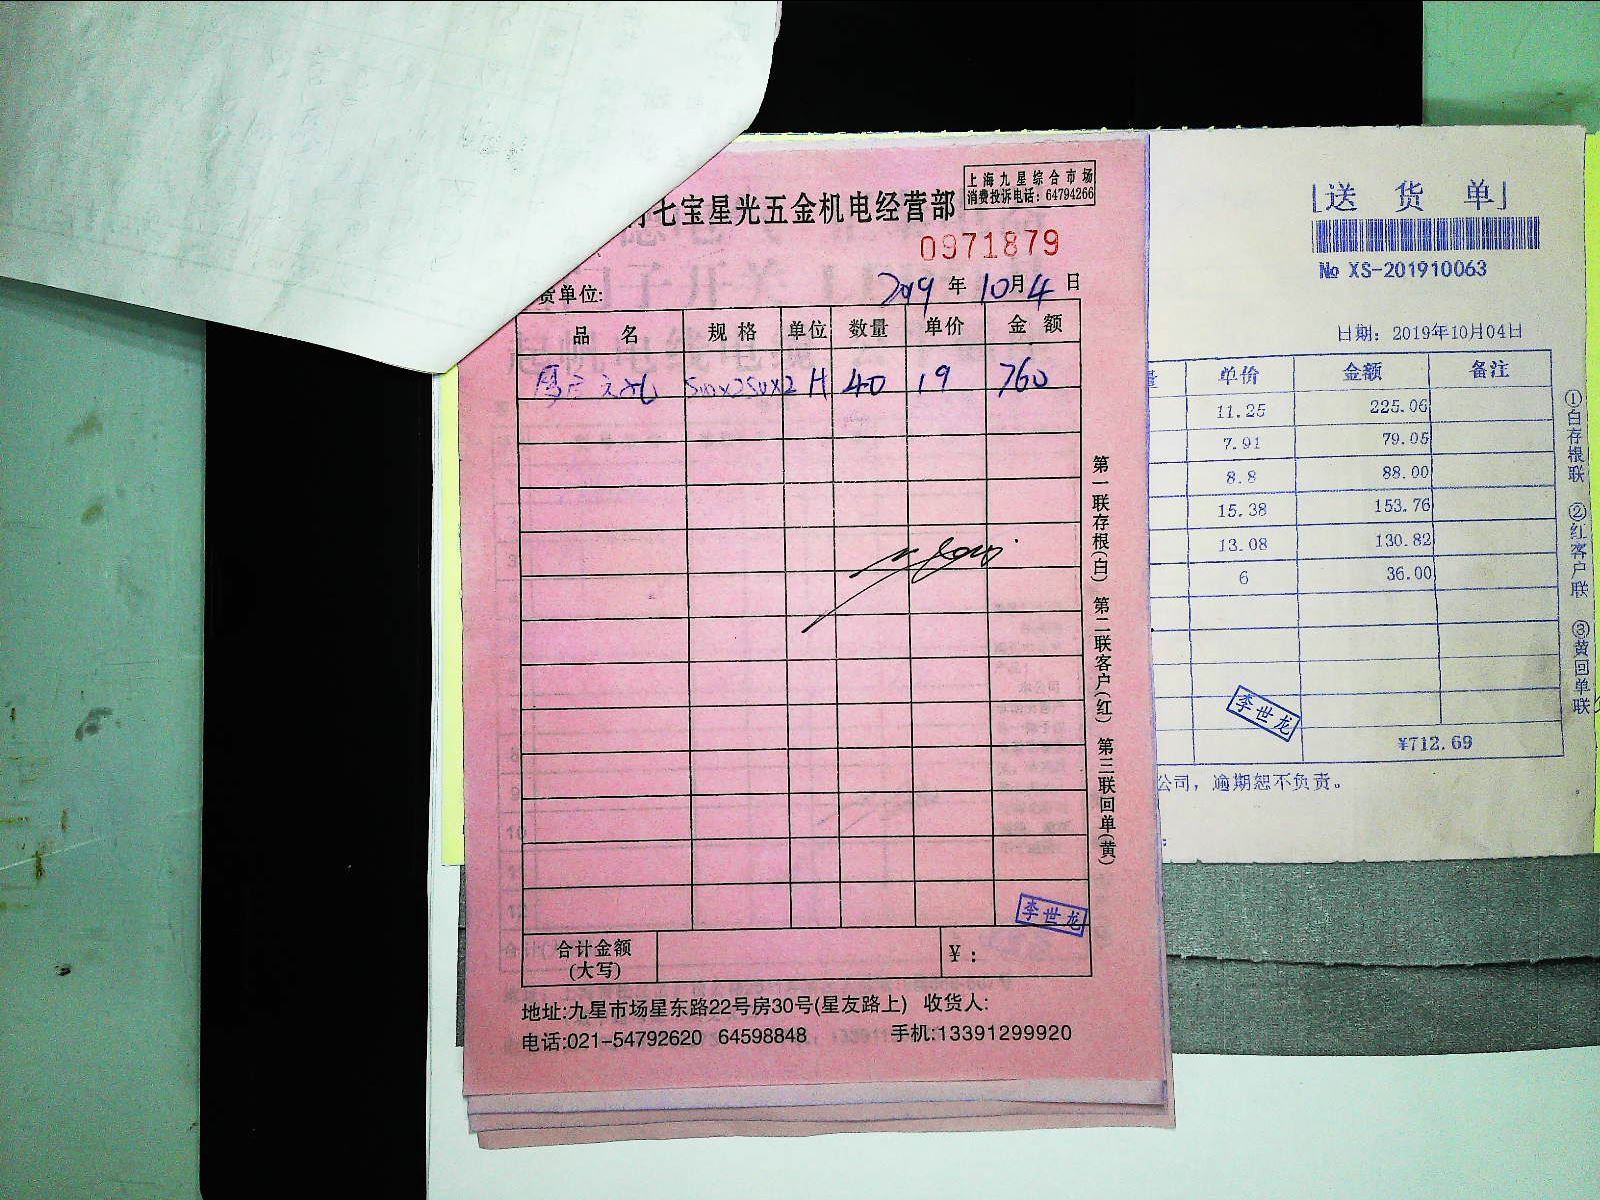 七宝星光五金机电经营部
上海九星综合市场
消费投诉电话：64794266
0971879
货单位:
2019年10月4日
品名 规格 单位 数量 单价 金额
40 19 760
第一联存根(白) 第二联客户(红) 第三联回单(黄)
李世龙
合计金额
(大写)
¥：
地址:九星市场星东路22号房30号(星友路上) 收货人:
电话:021-54792620 64598848 手机:13391299920
送货单
№ XS-201910063
日期：2019年10月04日
单价 金额 备注
11.25 225.06
7.91 79.05
8.8 88.00
15.38 153.76
13.08 130.82
6 36.00
李世龙
¥712.69
公司，逾期恕不负责。
①白存根联 ②红客户联 ③黄回单联